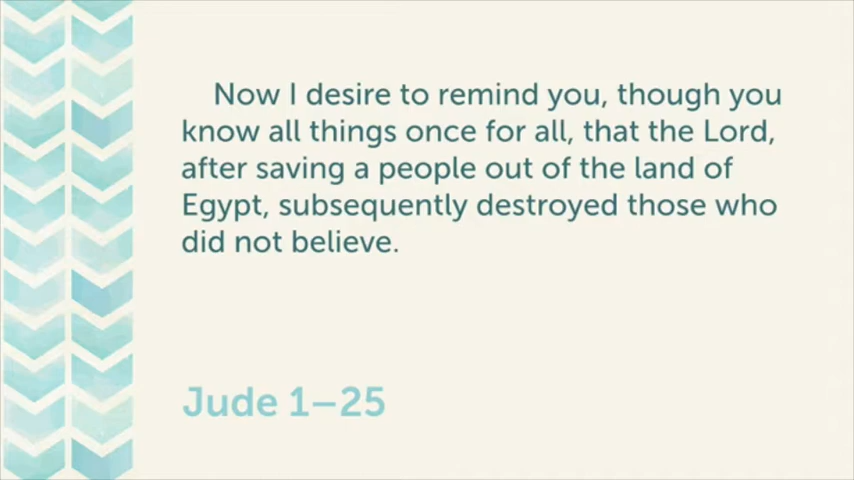 Now I desire to remind you, though you
know all things once for all, that the Lord,
after saving a people out of the land of
Egypt, subsequently destroyed those who
did not believe.
Jude 1–25